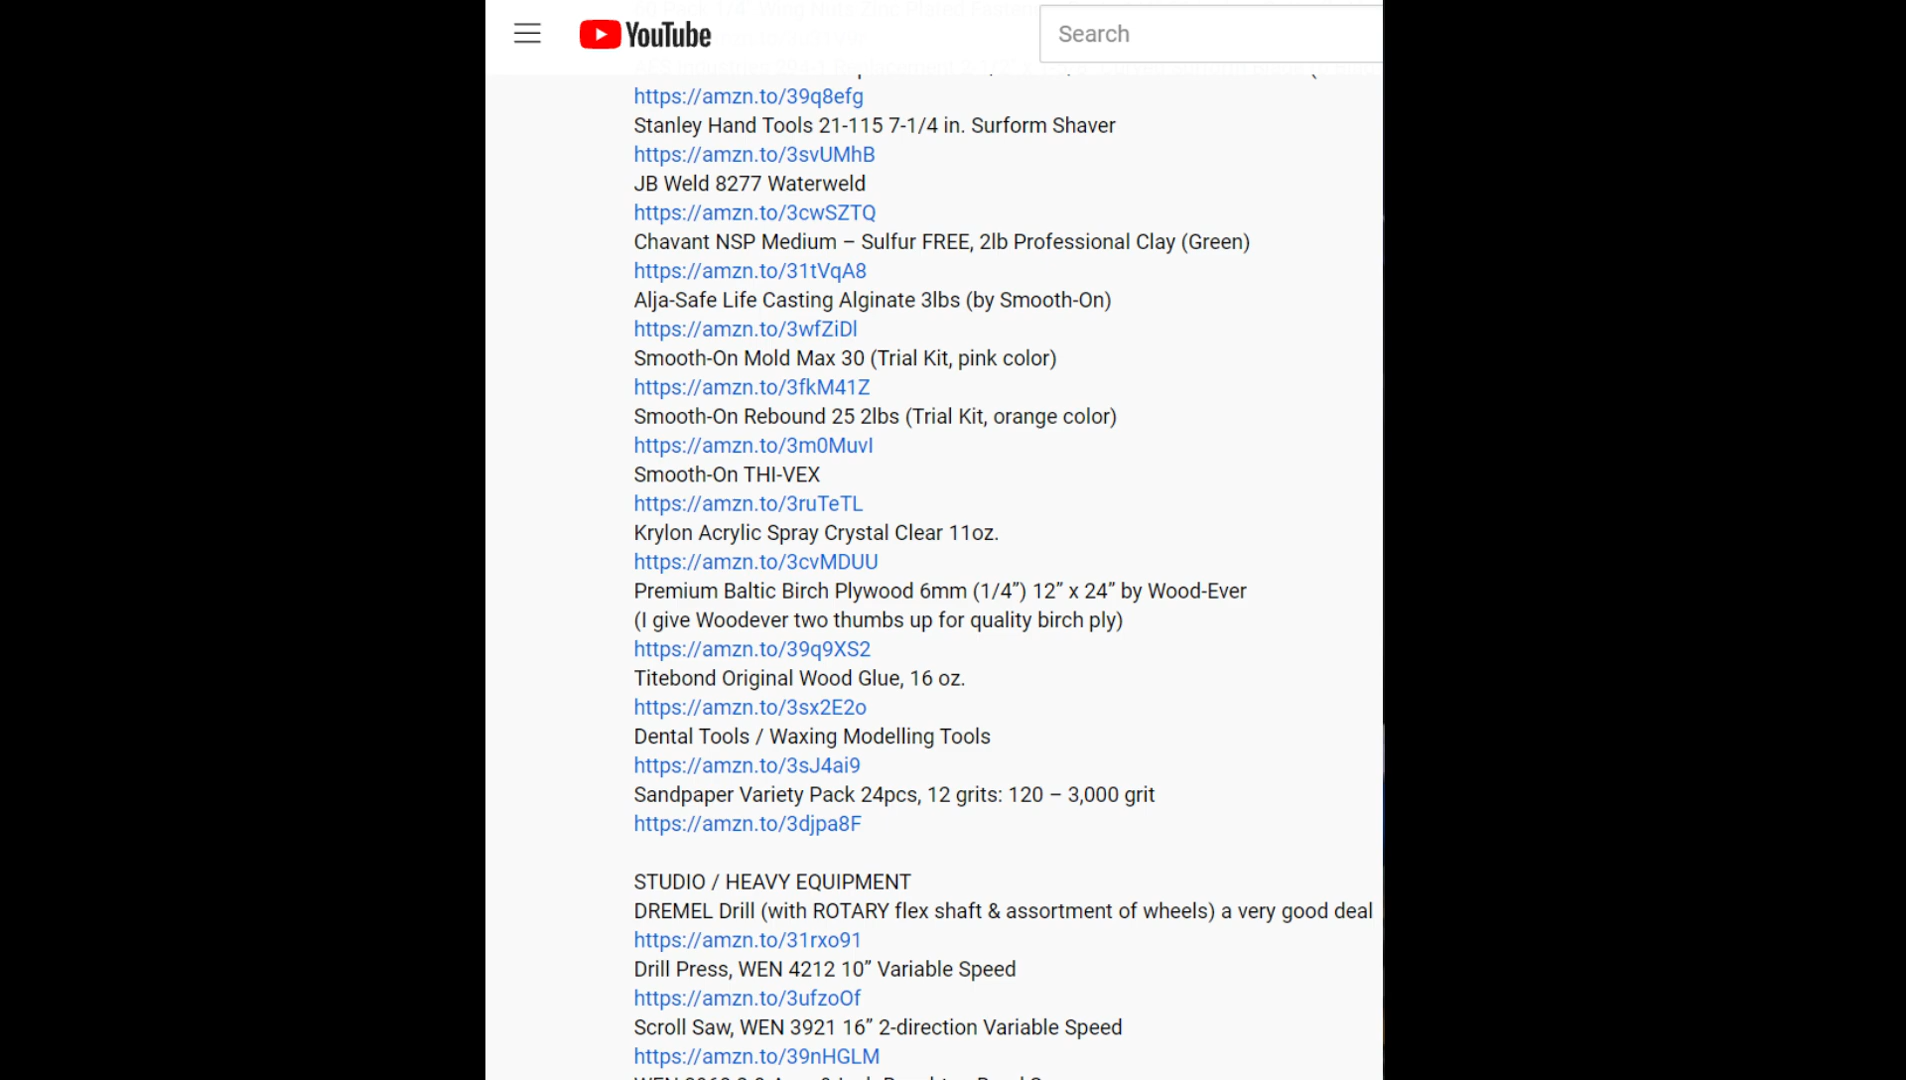 YouTube
Search
https://amzn.to/39q8efg
Stanley Hand Tools 21-115 7-1/4 in. Surform Shaver
https://amzn.to/3svUMhB
JB Weld 8277 Waterweld
https://amzn.to/3cwSZTQ
Chavant NSP Medium – Sulfur FREE, 2lb Professional Clay (Green)
https://amzn.to/31tVqA8
Alja-Safe Life Casting Alginate 3lbs (by Smooth-On)
https://amzn.to/3wfZiDl
Smooth-On Mold Max 30 (Trial Kit, pink color)
https://amzn.to/3fkM41Z
Smooth-On Rebound 25 2lbs (Trial Kit, orange color)
https://amzn.to/3m0MuvI
Smooth-On THI-VEX
https://amzn.to/3ruTeTL
Krylon Acrylic Spray Crystal Clear 11oz.
https://amzn.to/3cvMDUU
Premium Baltic Birch Plywood 6mm (1/4”) 12” x 24” by Wood-Ever
(I give Woodever two thumbs up for quality birch ply)
https://amzn.to/39q9XS2
Titebond Original Wood Glue, 16 oz.
https://amzn.to/3sx2E2o
Dental Tools / Waxing Modelling Tools
https://amzn.to/3sJ4ai9
Sandpaper Variety Pack 24pcs, 12 grits: 120 – 3,000 grit
https://amzn.to/3djpa8F
STUDIO / HEAVY EQUIPMENT
DREMEL Drill (with ROTARY flex shaft & assortment of wheels) a very good deal
https://amzn.to/31rxo91
Drill Press, WEN 4212 10” Variable Speed
https://amzn.to/3ufzoOf
Scroll Saw, WEN 3921 16” 2-direction Variable Speed
https://amzn.to/39nHGLM